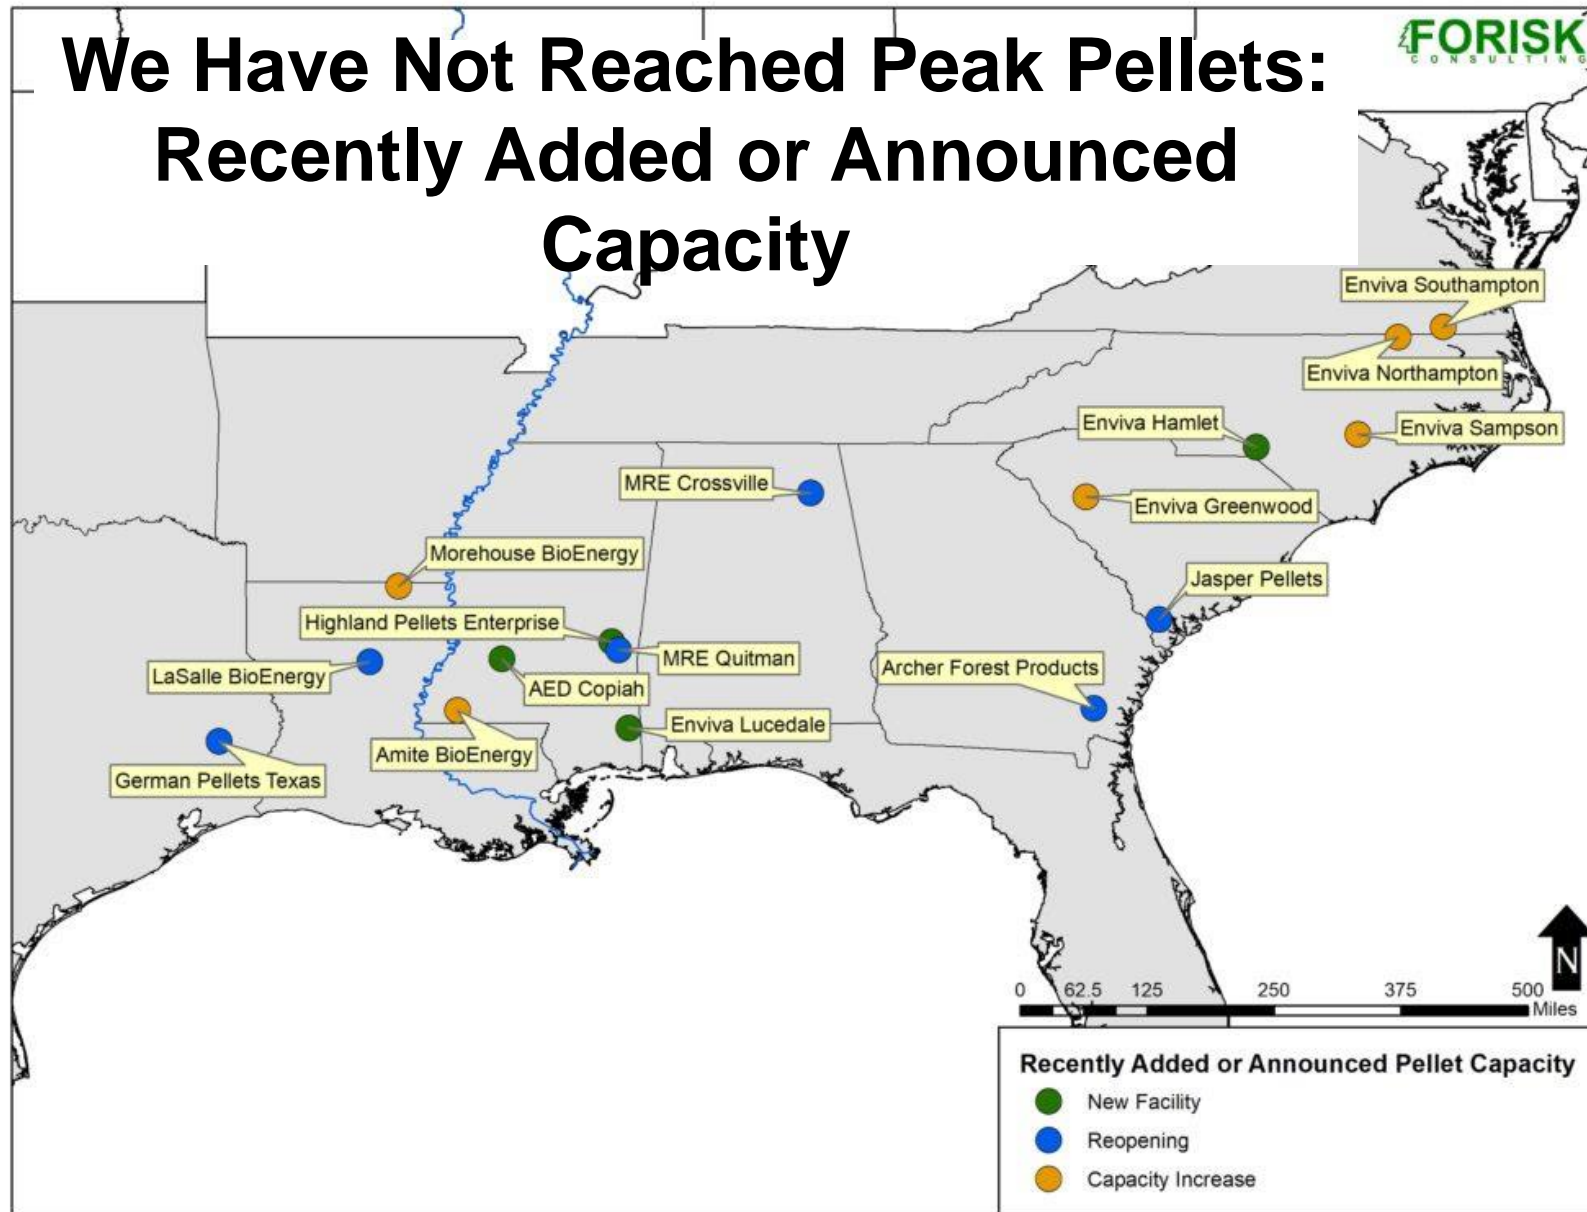 We Have Not Reached Peak Pellets:
Recently Added or Announced
Capacity
FORISK
CONSULTING
Enviva Southampton
Enviva Northampton
Enviva Hamlet
Enviva Sampson
MRE Crossville
Enviva Greenwood
Morehouse BioEnergy
Jasper Pellets
Highland Pellets Enterprise
MRE Quitman
Archer Forest Products
LaSalle BioEnergy
AED Copiah
Enviva Lucedale
Amite BioEnergy
German Pellets Texas
N
0 62.5 125 250 375 500
Miles
Recently Added or Announced Pellet Capacity
New Facility
Reopening
Capacity Increase